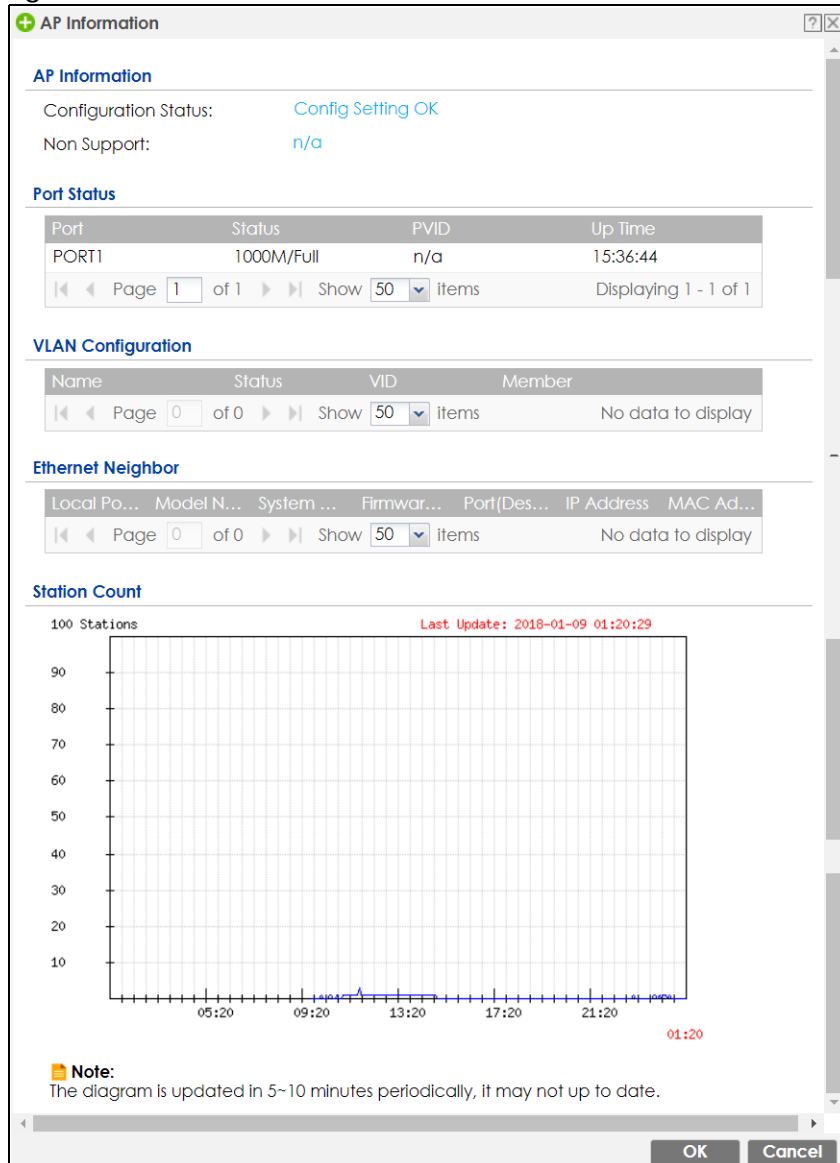 AP Information
AP Information
Configuration Status: Config Setting OK
Non Support: n/a
Port Status
Port Status PVID Up Time
PORT1 1000M/Full n/a 15:36:44
Page 1 of 1 Show 50 items Displaying 1 - 1 of 1
VLAN Configuration
Name Status VID Member
Page 0 of 0 Show 50 items No data to display
Ethernet Neighbor
Local Po... Model N... System ... Firmwar... Port(Des... IP Address MAC Ad...
Page 0 of 0 Show 50 items No data to display
Station Count
100 Stations Last Update: 2018-01-09 01:20:29
90
80
70
60
50
40
30
20
10
05:20 09:20 13:20 17:20 21:20
01:20
Note:
The diagram is updated in 5~10 minutes periodically, it may not up to date.
OK Cancel